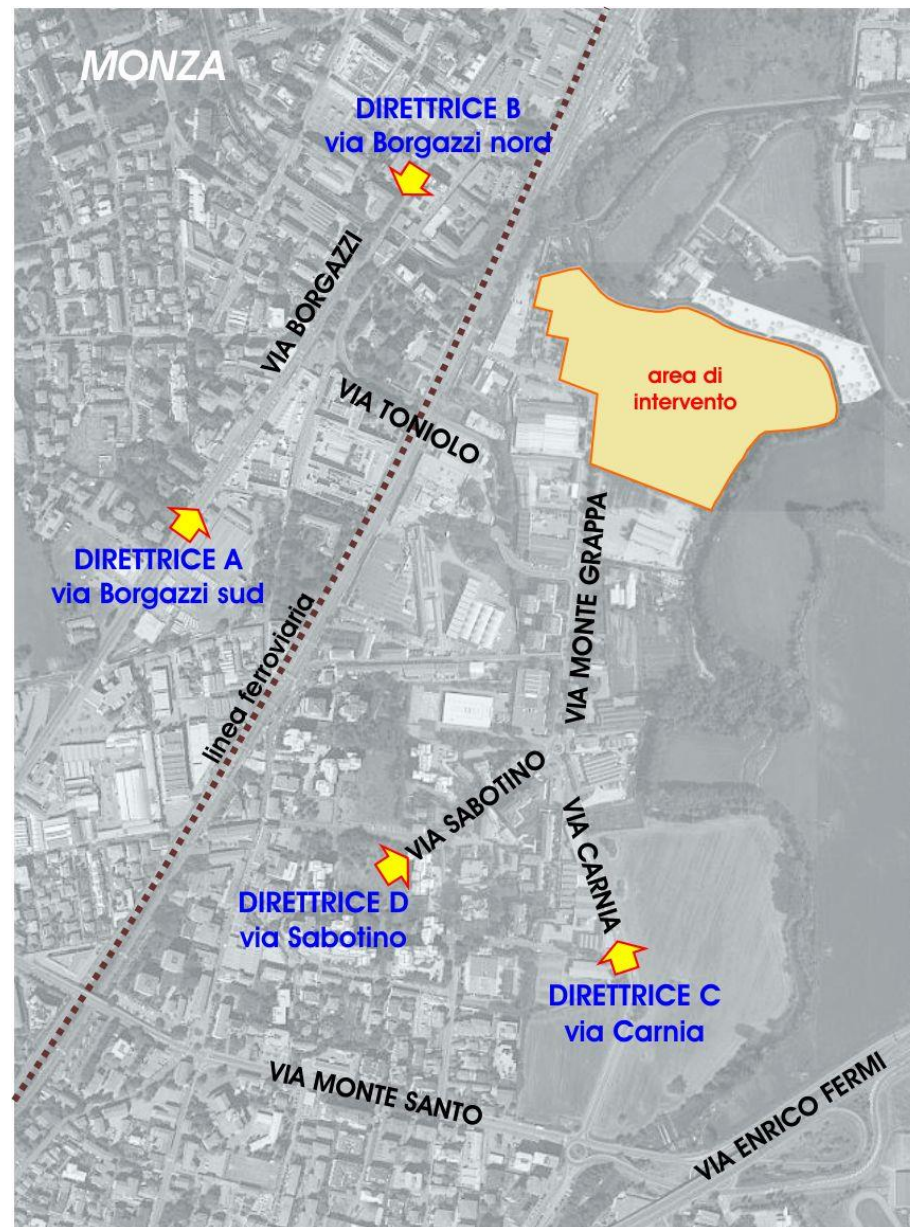 MONZA
DIRETTRICE B
via Borgazzi nord
VIA BORGAZZI
area di
intervento
VIA TONIOLO
DIRETTRICE A
via Borgazzi sud
VIA MONTE GRAPPA
linea ferroviaria
VIA SABOTINO
VIA CARNIA
DIRETTRICE D
via Sabotino
DIRETTRICE C
via Carnia
VIA MONTE SANTO
VIA ENRICO FERMI